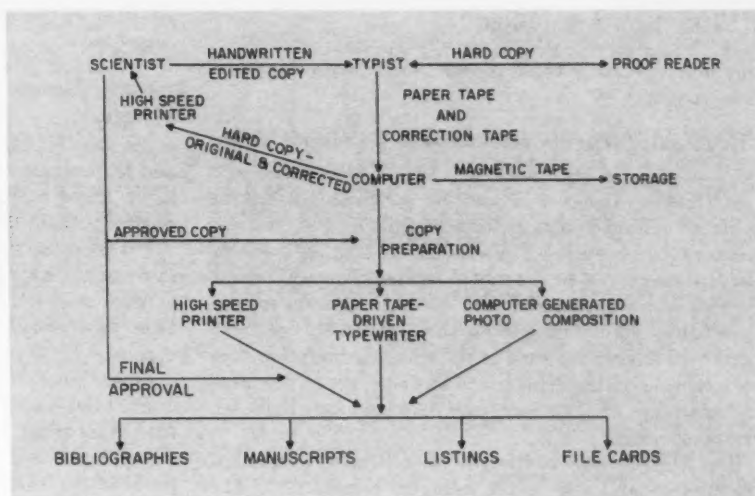 SCIENTIST
HANDWRITTEN
EDITED COPY
TYPIST
HARD COPY
PROOF READER
HIGH SPEED
PRINTER
PAPER TAPE
AND
CORRECTION TAPE
HARD COPY-
ORIGINAL & CORRECTED
COMPUTER
MAGNETIC TAPE
STORAGE
APPROVED COPY
COPY
PREPARATION
HIGH SPEED
PRINTER
PAPER TAPE-
DRIVEN
TYPEWRITER
COMPUTER GENERATED
PHOTO COMPOSITION
FINAL
APPROVAL
BIBLIOGRAPHIES
MANUSCRIPTS
LISTINGS
FILE CARDS